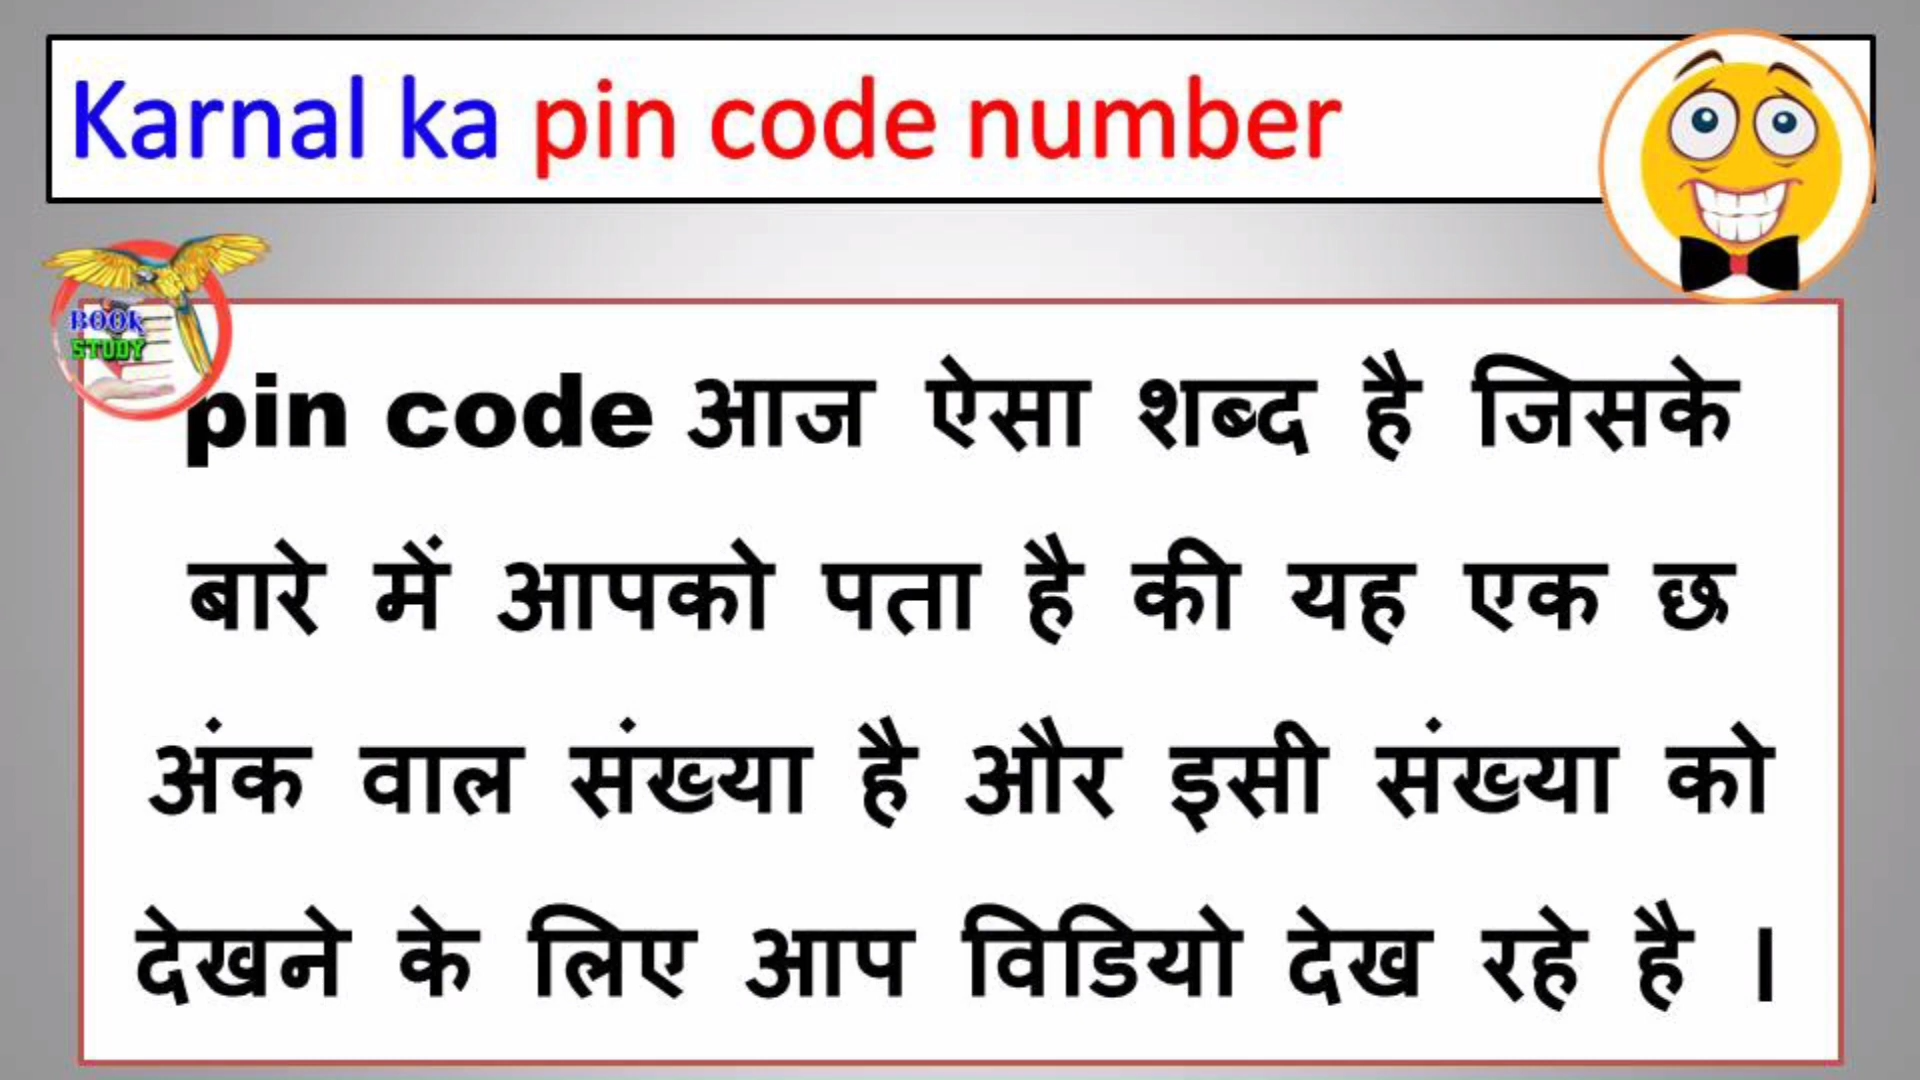 Karnal ka pin code number
BOOK
STUDY
pin code आज ऐसा शब्द है जिसके
बारे में आपको पता है की यह एक छ
अंक वाल संख्या है और इसी संख्या को
देखने के लिए आप विडियो देख रहे है ।